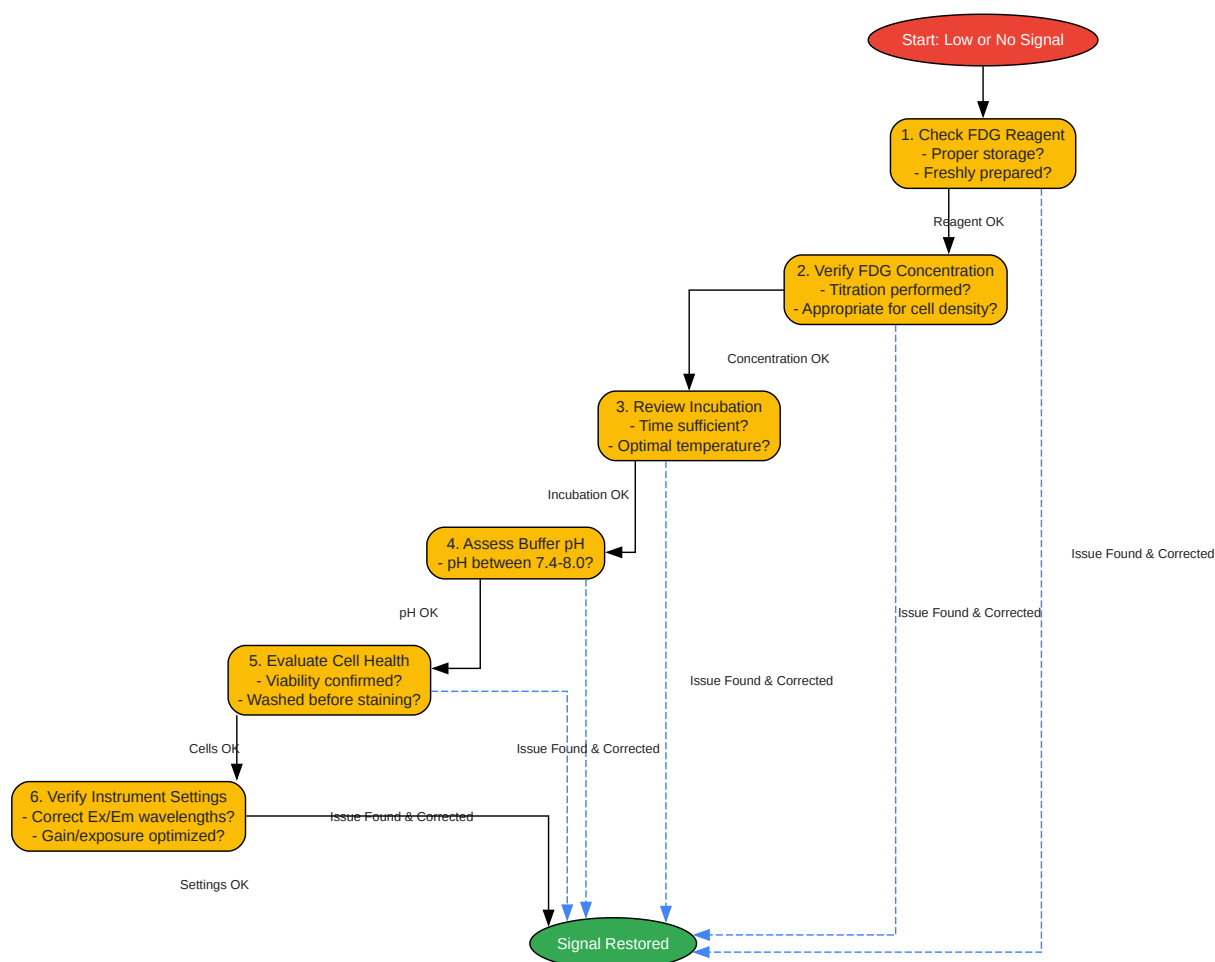 Start: Low or No Signal
1. Check FDG Reagent
- Proper storage?
- Freshly prepared?
Reagent OK
2. Verify FDG Concentration
- Titration performed?
- Appropriate for cell density?
Concentration OK
3. Review Incubation
- Time sufficient?
- Optimal temperature?
Incubation OK
4. Assess Buffer pH
- pH between 7.4-8.0?
Issue Found & Corrected
pH OK
Issue Found & Corrected
5. Evaluate Cell Health
- Viability confirmed?
- Washed before staining?
Issue Found & Corrected
Cells OK
Issue Found & Corrected
6. Verify Instrument Settings
- Correct Ex/Em wavelengths?
- Gain/exposure optimized?
Issue Found & Corrected
Settings OK
Signal Restored